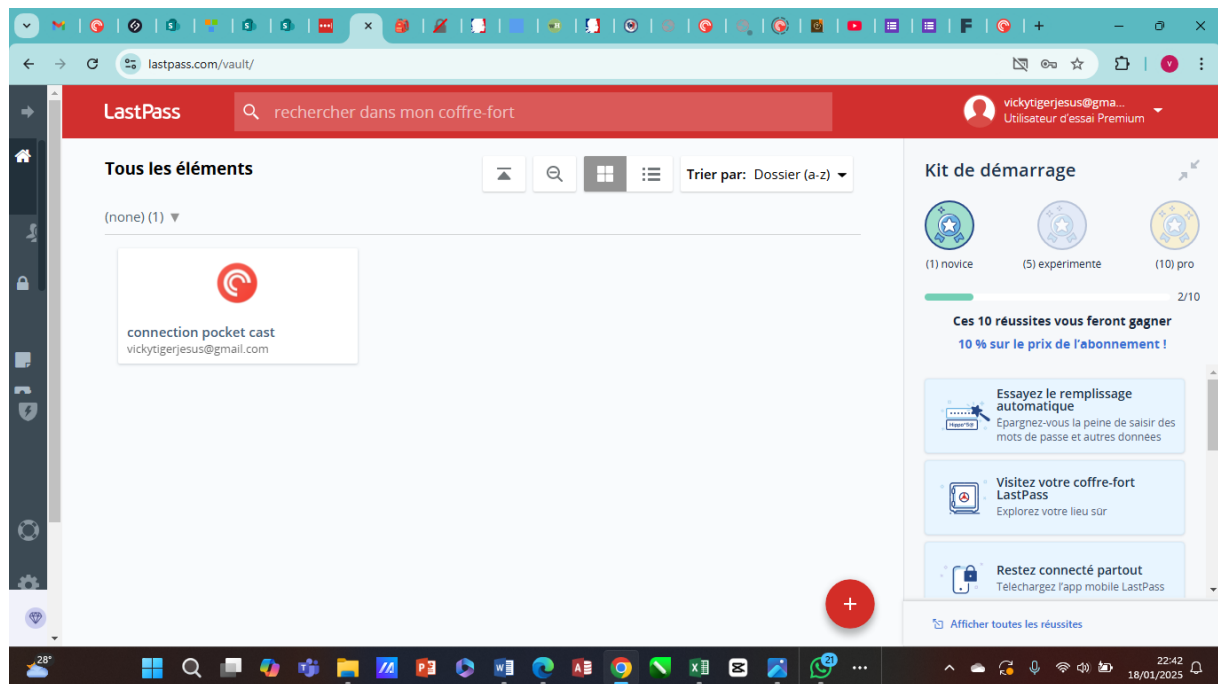 lastpass.com/vault/
V
LastPass
rechercher dans mon coffre-fort
vickytigerjesus@gma...
Utilisateur d'essai Premium
Tous les éléments
Trier par: Dossier (a-z)
(none) (1)
connection pocket cast
vickytigerjesus@gmail.com
Kit de démarrage
(1) novice
(5) expérimenté
(10) pro
2/10
Ces 10 réussites vous feront gagner
10 % sur le prix de l'abonnement !
Essayez le remplissage
automatique
Épargnez-vous la peine de saisir des
mots de passe et autres données
Visitez votre coffre-fort
LastPass
Explorez votre lieu sûr
Restez connecté partout
Téléchargez l'app mobile LastPass
Afficher toutes les réussites
28°
21
22:42
18/01/2025